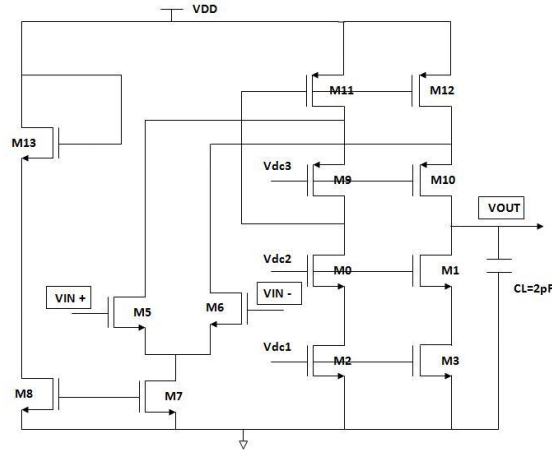 VDD
M11
M12
M13
Vdc3
M9
M10
VOUT
Vdc2
M0
M1
VIN +
M5
M6
VIN -
CL=2pF
Vdc1
M2
M3
M8
M7